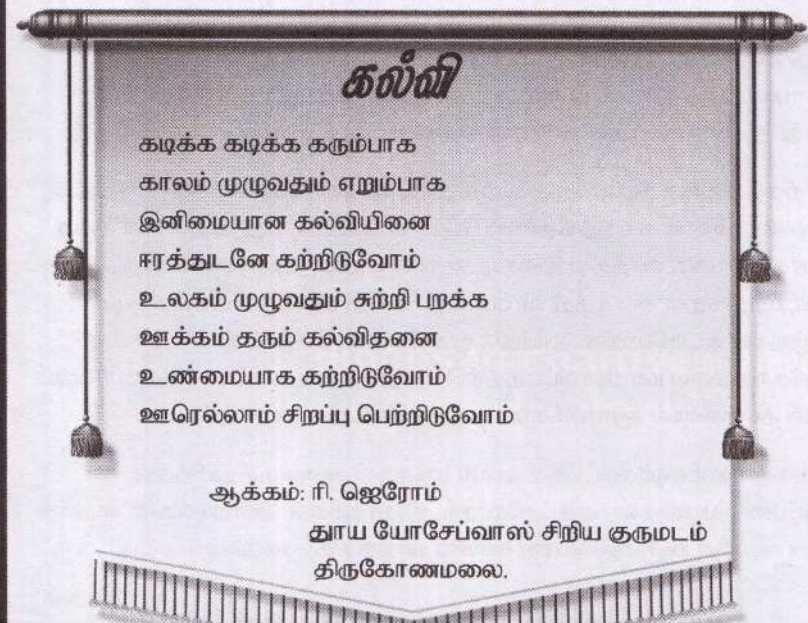 கல்வி
கடிக்க கடிக்க கரும்பாக
காலம் முழுவதும் எறும்பாக
இனிமையான கல்வியினை
ஈரத்துடனே கற்றிடுவோம்
உலகம் முழுவதும் சுற்றி பறக்க
ஊக்கம் தரும் கல்விதனை
உண்மையாக கற்றிடுவோம்
ஊரெல்லாம் சிறப்பு பெற்றிடுவோம்
ஆக்கம்: ரி. ஜெரோம்
தூய யோசேப்வாஸ் சிறிய குருமடம்
திருகோணமலை.